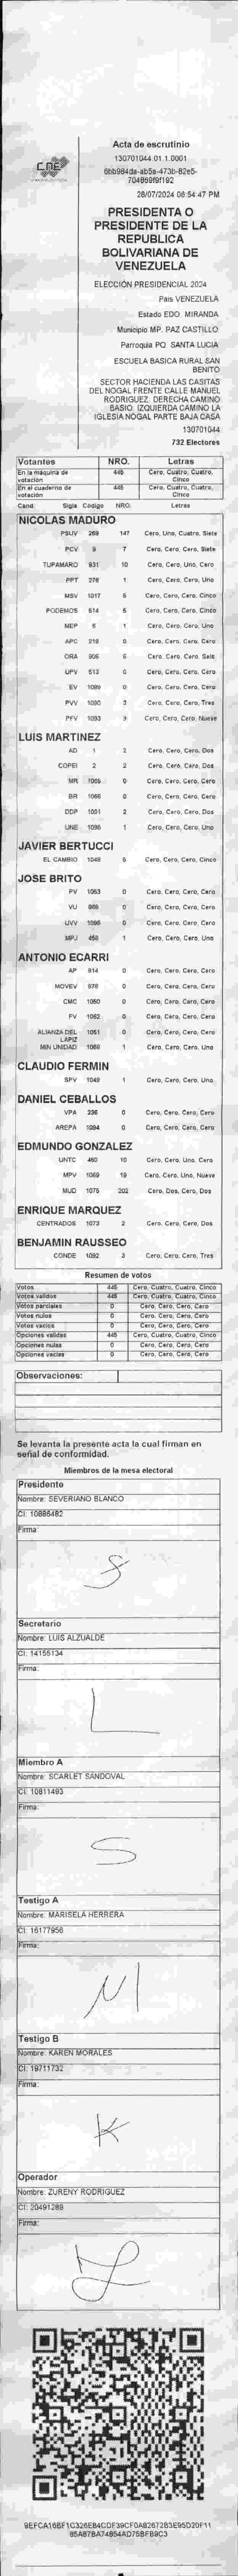 CNE
Acta de escrutinio
130701044.01.1.0001
6bb984da-ab5a-473b-82e5-
704869f9f192
28/07/2024 06:54:47 PM
PRESIDENTA O
PRESIDENTE DE LA
REPUBLICA
BOLIVARIANA DE
VENEZUELA
ELECCIÓN PRESIDENCIAL 2024
Pais VENEZUELA
Estado EDO. MIRANDA
Municipio MP. PAZ CASTILLO
Parroquia PQ. SANTA LUCIA
ESCUELA BASICA RURAL SAN
BENITO
SECTOR HACIENDA LAS CASITAS
DEL NOGAL FRENTE CALLE MANUEL
RODRIGUEZ. DERECHA CAMINO
BASIO. IZQUIERDA CAMINO LA
IGLESIA NOGAL PARTE BAJA CASA
130701044
732 Electores
Votantes NRO. Letras
En la máquina de votación 445 Cero, Cuatro, Cuatro, Cinco
En el cuaderno de votación 445 Cero, Cuatro, Cuatro, Cinco
Cand. Sigla Código NRO. Letras
NICOLAS MADURO
PSUV 269 147 Cero, Uno, Cuatro, Siete
PCV 9 7 Cero, Cero, Cero, Siete
TUPAMARO 931 10 Cero, Cero, Uno, Cero
PPT 276 1 Cero, Cero, Cero, Uno
MSV 1017 5 Cero, Cero, Cero, Cinco
PODEMOS 514 5 Cero, Cero, Cero, Cinco
MEP 6 1 Cero, Cero, Cero, Uno
APC 218 0 Cero, Cero, Cero, Cero
ORA 906 6 Cero, Cero, Cero, Seis
UPV 513 0 Cero, Cero, Cero, Cero
EV 1089 0 Cero, Cero, Cero, Cero
PVV 1090 3 Cero, Cero, Cero, Tres
PFV 1093 9 Cero, Cero, Cero, Nueve
LUIS MARTINEZ
AD 1 2 Cero, Cero, Cero, Dos
COPEI 2 2 Cero, Cero, Cero, Dos
MR 1065 0 Cero, Cero, Cero, Cero
BR 1066 0 Cero, Cero, Cero, Cero
DDP 1091 2 Cero, Cero, Cero, Dos
UNE 1096 1 Cero, Cero, Cero, Uno
JAVIER BERTUCCI
EL CAMBIO 1048 5 Cero, Cero, Cero, Cinco
JOSE BRITO
PV 1063 0 Cero, Cero, Cero, Cero
VU 868 0 Cero, Cero, Cero, Cero
UVV 1095 0 Cero, Cero, Cero, Cero
MPJ 458 1 Cero, Cero, Cero, Uno
ANTONIO ECARRI
AP 814 0 Cero, Cero, Cero, Cero
MOVEV 978 0 Cero, Cero, Cero, Cero
CMC 1050 0 Cero, Cero, Cero, Cero
FV 1062 0 Cero, Cero, Cero, Cero
ALIANZA DEL LAPIZ 1051 0 Cero, Cero, Cero, Cero
MIN UNIDAD 1069 1 Cero, Cero, Cero, Uno
CLAUDIO FERMIN
SPV 1049 1 Cero, Cero, Cero, Uno
DANIEL CEBALLOS
VPA 236 0 Cero, Cero, Cero, Cero
AREPA 1094 0 Cero, Cero, Cero, Cero
EDMUNDO GONZALEZ
UNTC 460 10 Cero, Cero, Uno, Cero
MPV 1069 19 Cero, Cero, Uno, Nueve
MUD 1075 202 Cero, Dos, Cero, Dos
ENRIQUE MARQUEZ
CENTRADOS 1073 2 Cero, Cero, Cero, Dos
BENJAMIN RAUSSEO
CONDE 1092 3 Cero, Cero, Cero, Tres
Resumen de votos
Votos 445 Cero, Cuatro, Cuatro, Cinco
Votos validos 445 Cero, Cuatro, Cuatro, Cinco
Votos parciales 0 Cero, Cero, Cero, Cero
Votos nulos 0 Cero, Cero, Cero, Cero
Votos vacios 0 Cero, Cero, Cero, Cero
Opciones validas 445 Cero, Cuatro, Cuatro, Cinco
Opciones nulas 0 Cero, Cero, Cero, Cero
Opciones vacias 0 Cero, Cero, Cero, Cero
Observaciones:
Se levanta la presente acta la cual firman en
señal de conformidad.
Miembros de la mesa electoral
Presidente
Nombre: SEVERIANO BLANCO
CI: 10886482
Firma:
Secretario
Nombre: LUIS ALZUALDE
CI: 14155134
Firma:
L
Miembro A
Nombre: SCARLET SANDOVAL
CI: 10811493
Firma:
S
Testigo A
Nombre: MARISELA HERRERA
CI: 16177956
Firma:
M
Testigo B
Nombre: KAREN MORALES
CI: 19711732
Firma:
K
Operador
Nombre: ZURENY RODRIGUEZ
CI: 20491289
Firma: